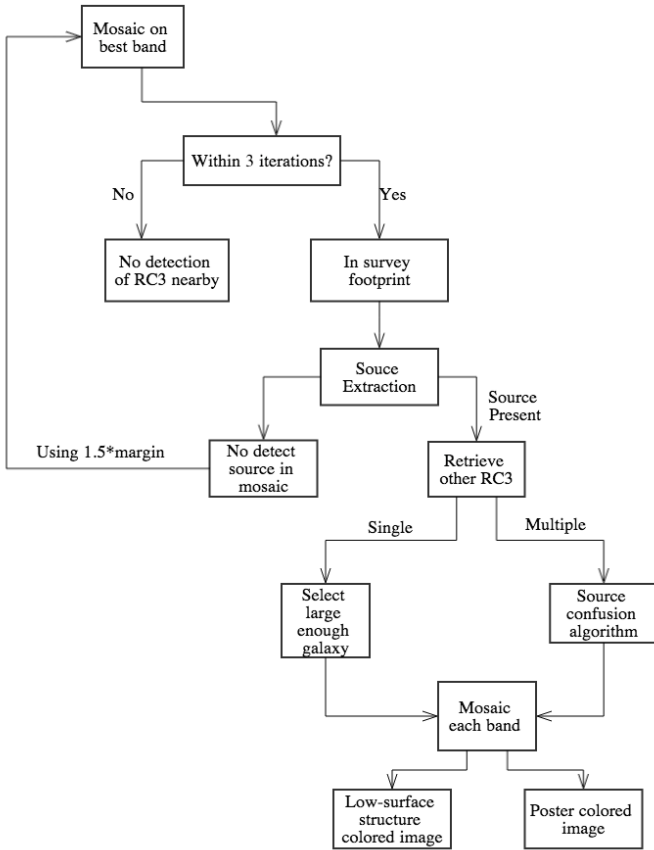 Mosaic on
best band
Within 3 iterations?
No
Yes
No detection
of RC3 nearby
In survey
footprint
Souce
Extraction
Source
Present
Using 1.5*margin
No detect
source in
mosaic
Retrieve
other RC3
Single
Multiple
Select
large
enough
galaxy
Source
confusion
algorithm
Mosaic
each band
Low-surface
structure
colored image
Poster colored
image